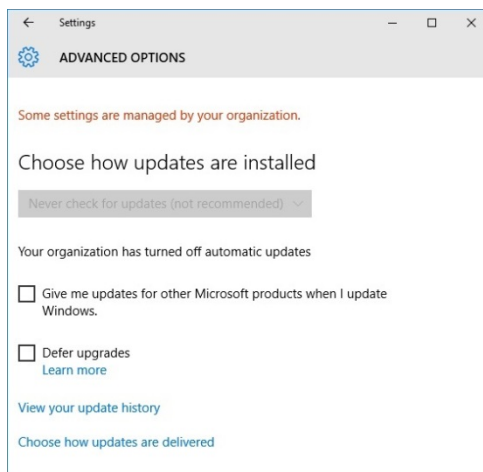 Settings
ADVANCED OPTIONS
Some settings are managed by your organization.
Choose how updates are installed
Never check for updates (not recommended)
Your organization has turned off automatic updates
Give me updates for other Microsoft products when I update
Windows.
Defer upgrades
Learn more
View your update history
Choose how updates are delivered